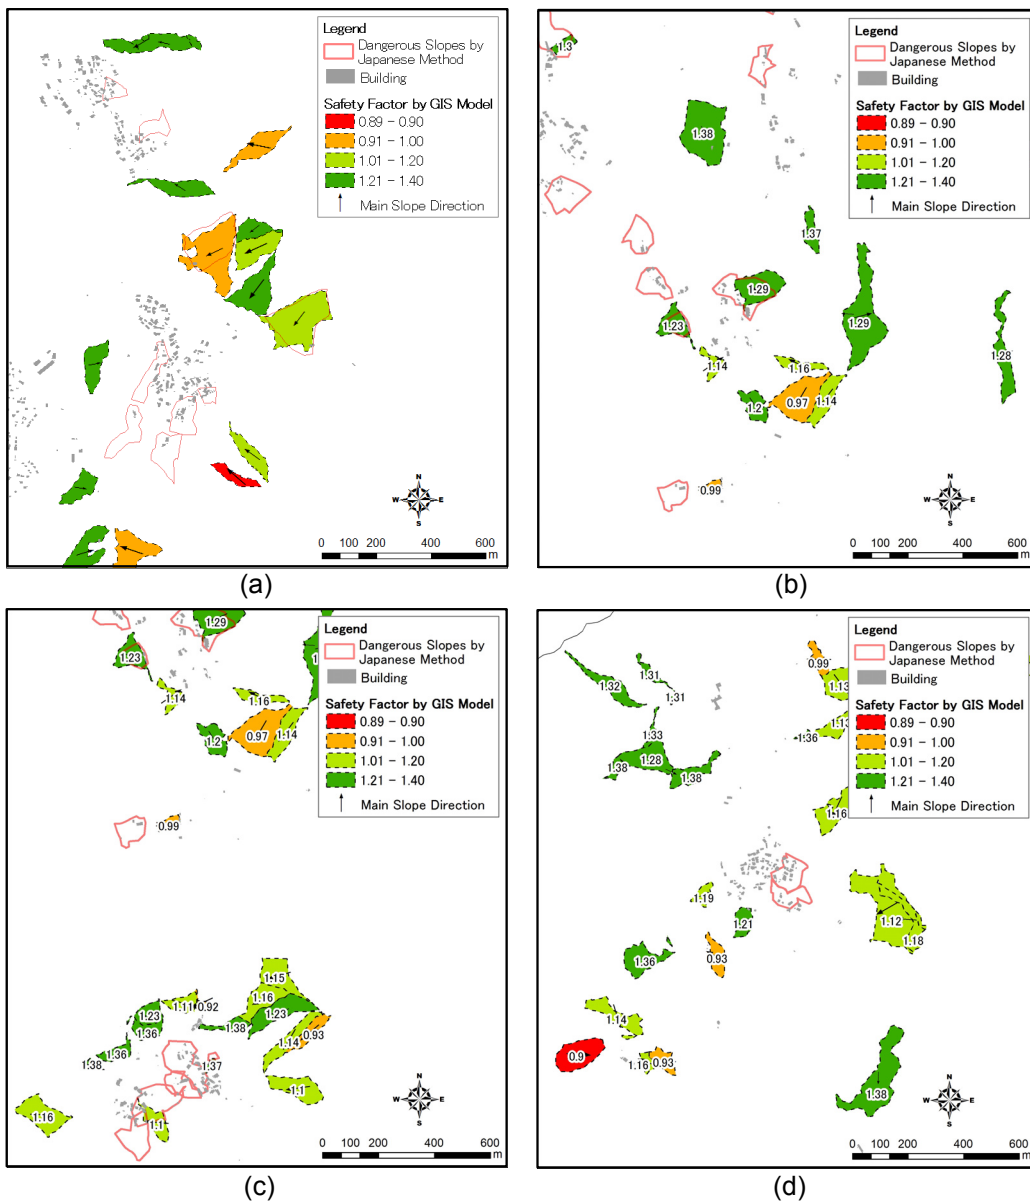 Legend
Dangerous Slopes by
Japanese Method
Building
Safety Factor by GIS Model
0.89 – 0.90
0.91 – 1.00
1.01 – 1.20
1.21 – 1.40
Main Slope Direction
N
W E
S
0 100 200 400 600
m
(a)
1.3
Legend
Dangerous Slopes by
Japanese Method
Building
Safety Factor by GIS Model
0.89 – 0.90
0.91 – 1.00
1.01 – 1.20
1.21 – 1.40
Main Slope Direction
1.38
1.37
1.29
1.23
1.29
1.28
1.14
1.16
1.2
0.97
1.14
0.99
N
W E
S
0 100 200 400 600
m
(b)
1.29
1.23
1.14
1.16
1.2
0.97
1.14
0.99
Legend
Dangerous Slopes by
Japanese Method
Building
Safety Factor by GIS Model
0.89 – 0.90
0.91 – 1.00
1.01 – 1.20
1.21 – 1.40
Main Slope Direction
1.15
1.16
1.11
0.92
1.23
1.23
1.36
1.38
0.93
1.14
1.36
1.38
1.37
1.1
1.16
1.1
N
W E
S
0 100 200 400 600
m
(c)
Legend
Dangerous Slopes by
Japanese Method
Building
Safety Factor by GIS Model
0.89 – 0.90
0.91 – 1.00
1.01 – 1.20
1.21 – 1.40
Main Slope Direction
0.99
1.31
1.32
1.31
1.13
1.33
1.36
1.13
1.28
1.38
1.38
1.16
1.19
1.21
1.12
1.18
1.36
0.93
1.14
0.9
1.16
0.93
1.38
N
W E
S
0 100 200 400 600
m
(d)